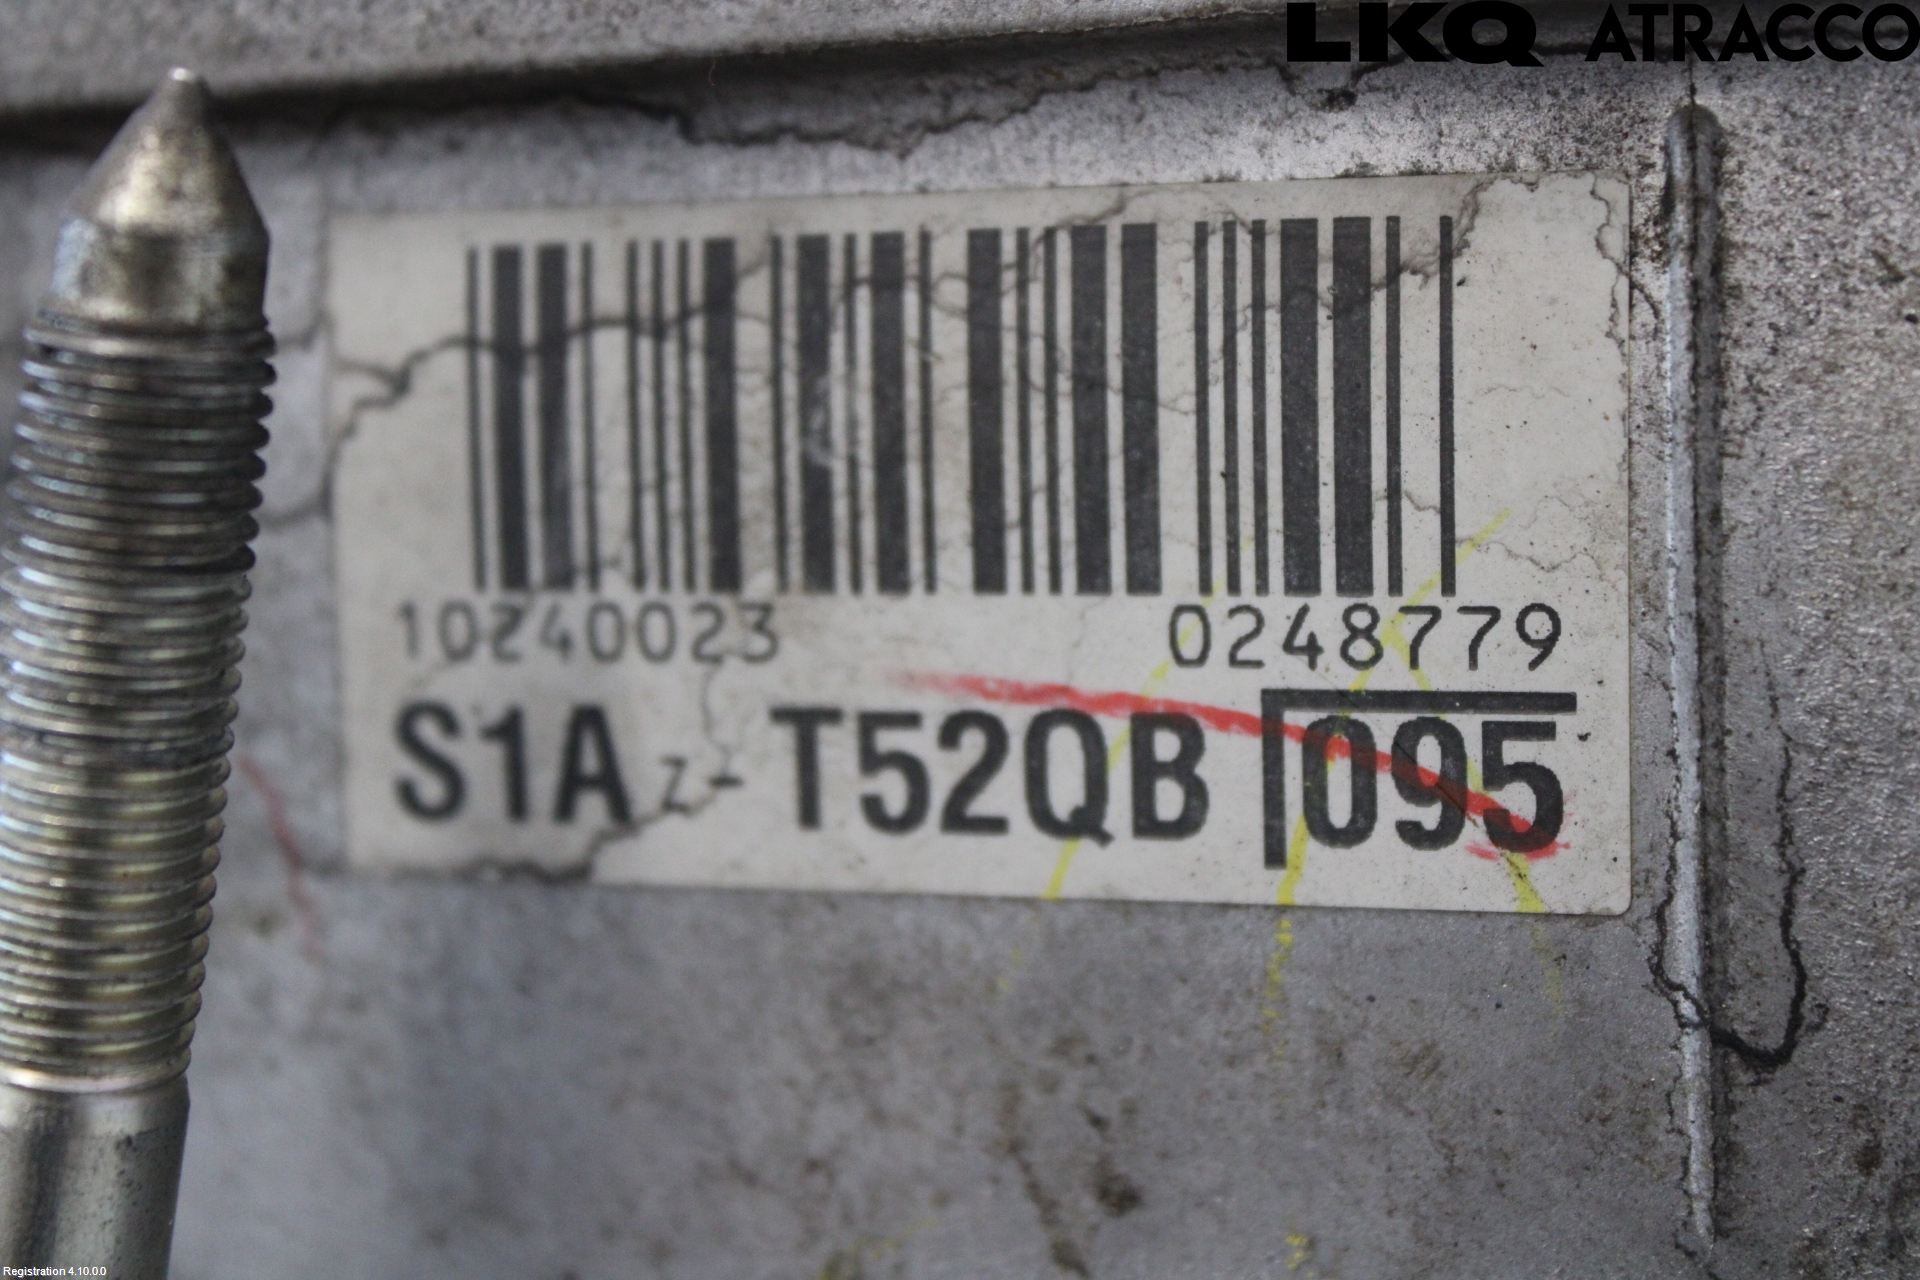 LKQ ATRACCO
10240023 0248779
S1A Z- T52QB 095
Registration 4.10.0.0